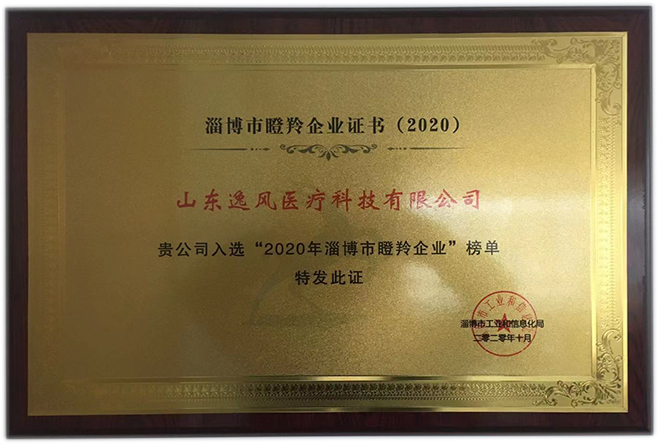 淄博市瞪羚企业证书（2020）
山东逸风医疗科技有限公司
贵公司入选“2020年淄博市瞪羚企业”榜单
特发此证
淄博市工业和信息化局
二零二零年十月